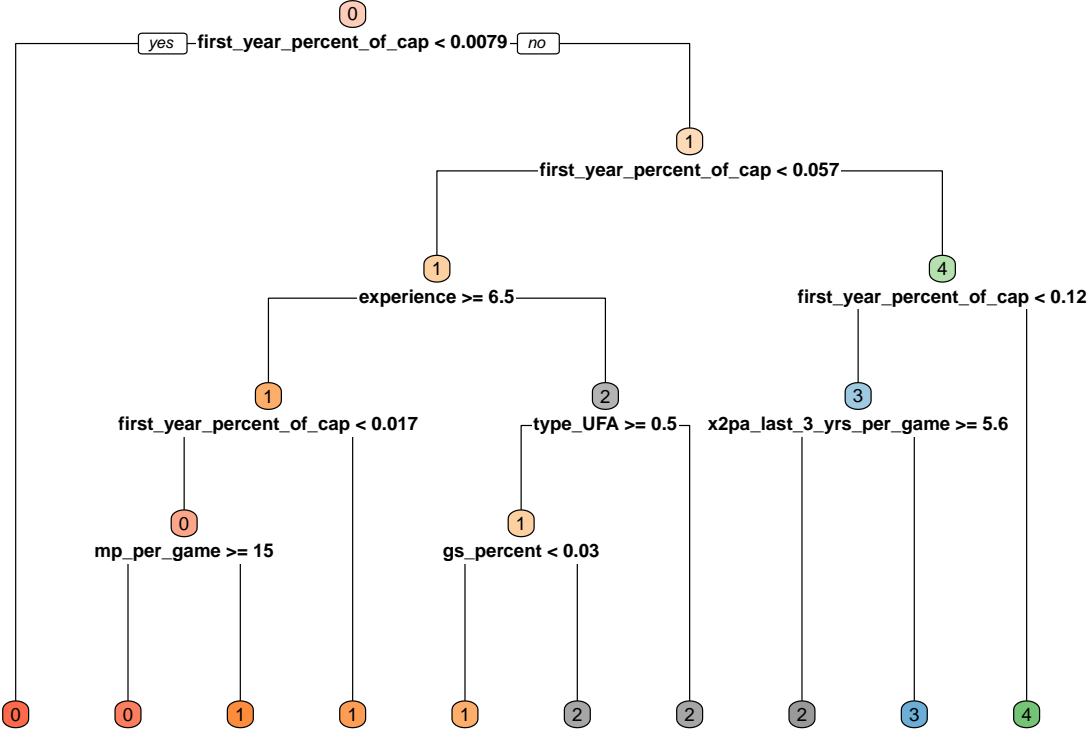 0
yes first_year_percent_of_cap < 0.0079 no
1
first_year_percent_of_cap < 0.057
1 4
experience >= 6.5 first_year_percent_of_cap < 0.12
1 2 3
first_year_percent_of_cap < 0.017 type_UFA >= 0.5 x2pa_last_3_yrs_per_game >= 5.6
0 1
mp_per_game >= 15 gs_percent < 0.03
0 0 1 1 1 2 2 2 3 4